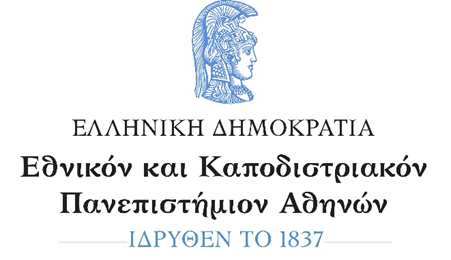 ΕΛΛΗΝΙΚΗ ΔΗΜΟΚΡΑΤΙΑ
Εθνικόν και Καποδιστριακόν
Πανεπιστήμιον Αθηνών
ΙΔΡΥΘΕΝ ΤΟ 1837